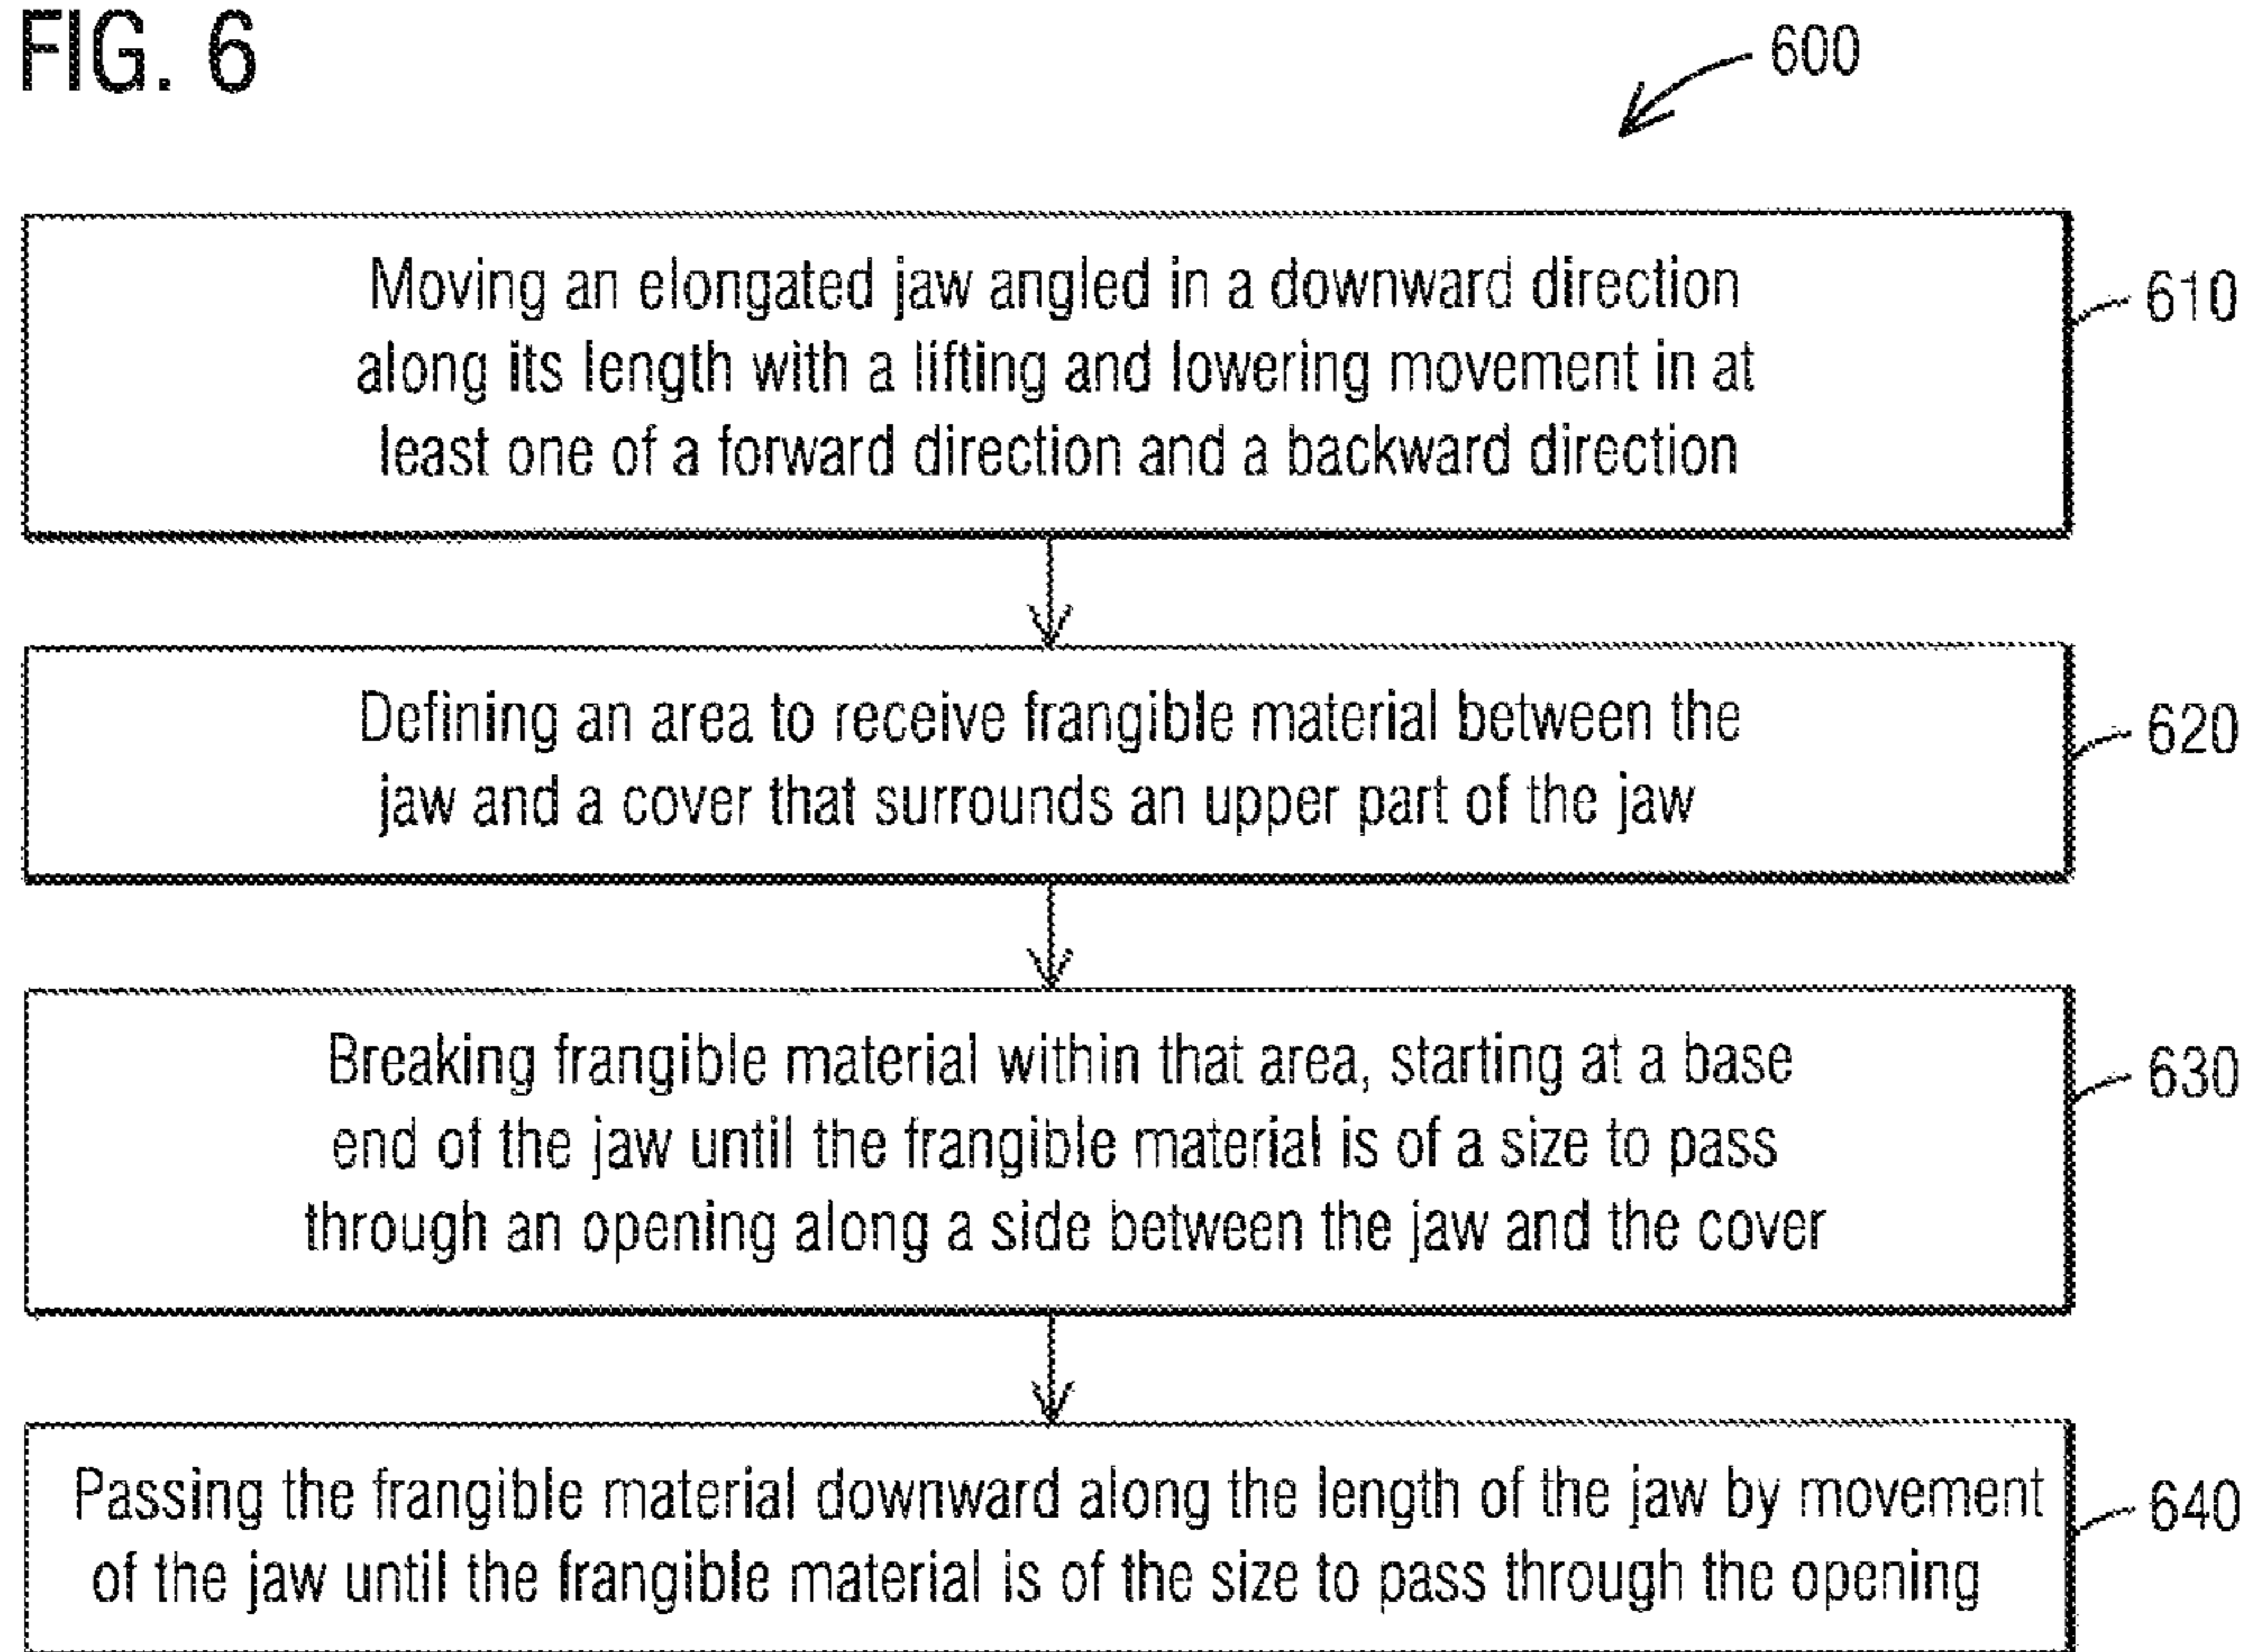 FIG. 6
600
Moving an elongated jaw angled in a downward direction
along its length with a lifting and lowering movement in at
least one of a forward direction and a backward direction
610
Defining an area to receive frangible material between the
jaw and a cover that surrounds an upper part of the jaw
620
Breaking frangible material within that area, starting at a base
end of the jaw until the frangible material is of a size to pass
through an opening along a side between the jaw and the cover
630
Passing the frangible material downward along the length of the jaw by movement
of the jaw until the frangible material is of the size to pass through the opening
640